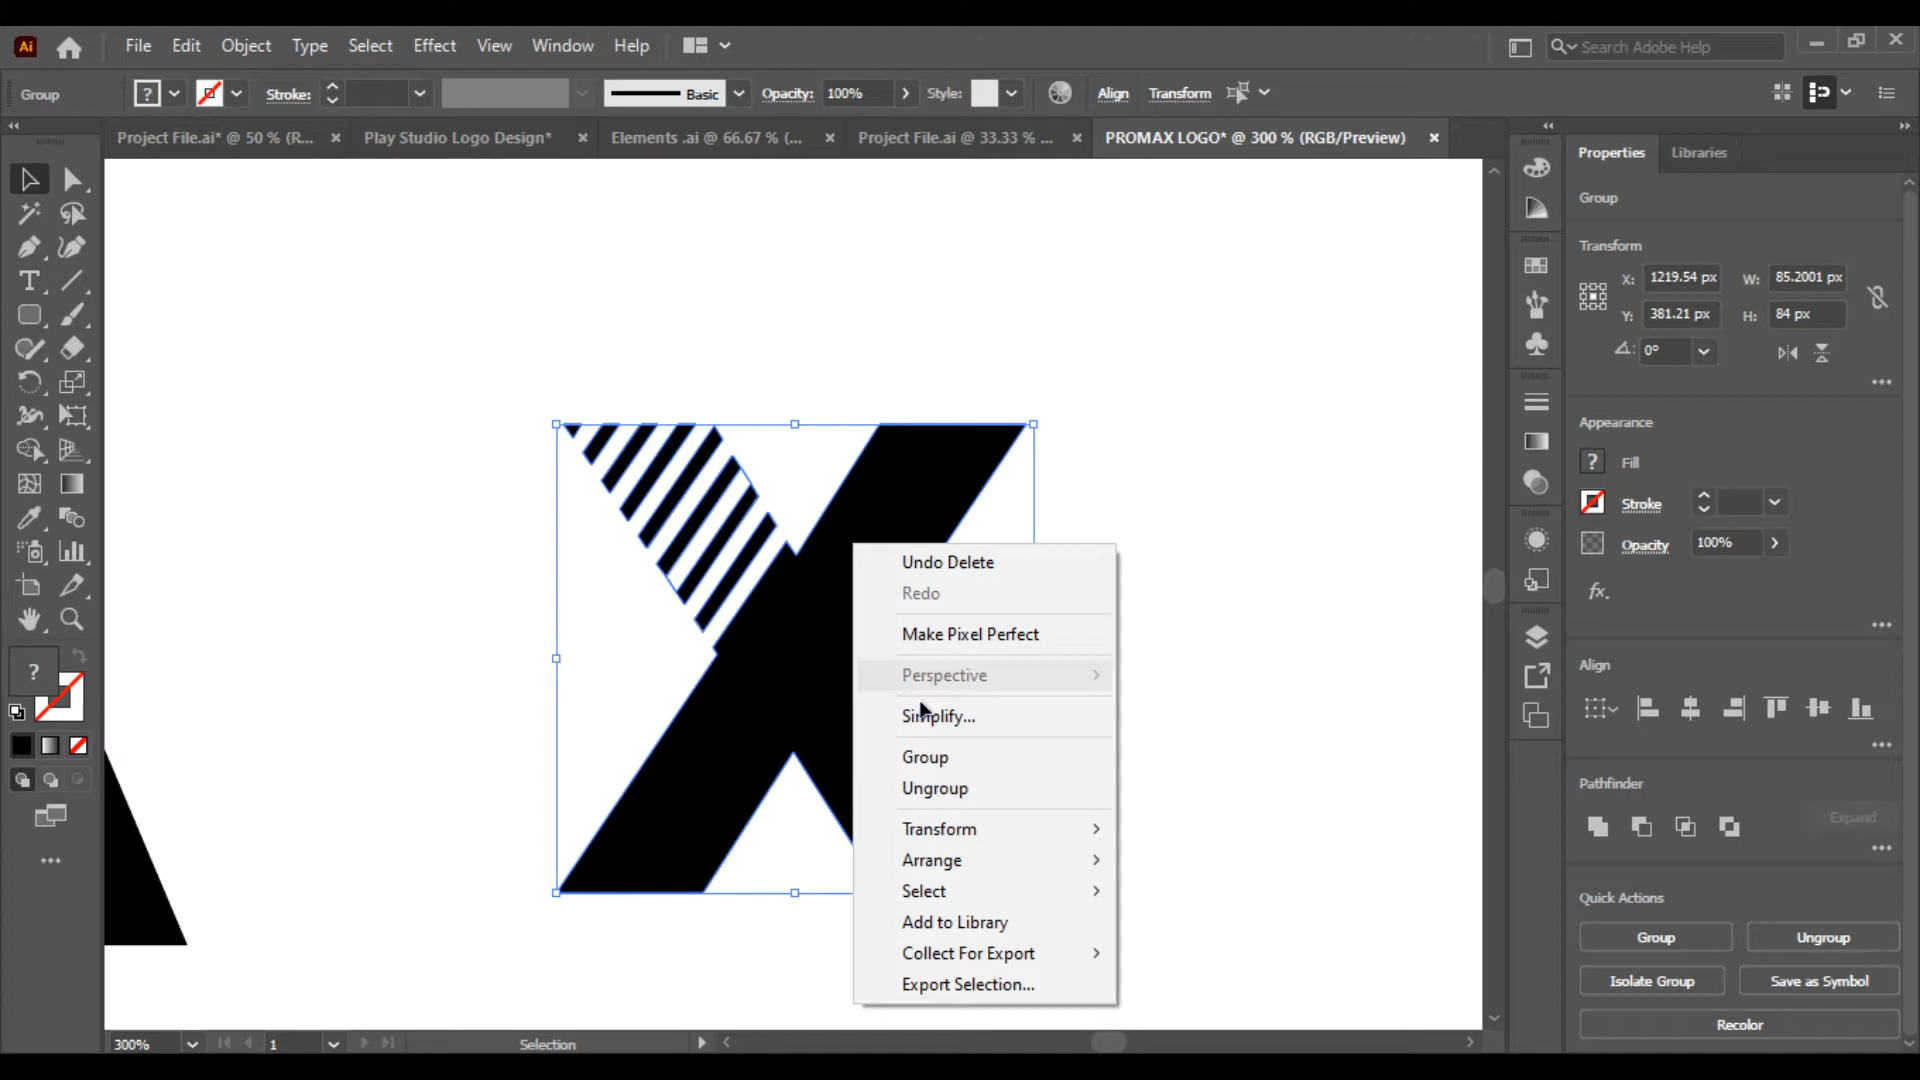 Ai File Edit Object Type Select Effect View Window Help Search Adobe Help
Group ? Stroke: Basic Opacity: 100% Style: Align Transform
Project File.ai* @ 50 % (R... Play Studio Logo Design* Elements .ai @ 66.67 % (... Project File.ai @ 33.33 % ... PROMAX LOGO* @ 300 % (RGB/Preview)
Properties Libraries
Group
Transform
X: 1219.54 px W: 85.2001 px
Y: 381.21 px H: 84 px
0°
Appearance
? Fill
Stroke
Opacity 100%
fx.
Align
Pathfinder
Expand
Quick Actions
Group Ungroup
Isolate Group Save as Symbol
Recolor
T
?
X
Undo Delete
Redo
Make Pixel Perfect
Perspective
Simplify...
Group
Ungroup
Transform
Arrange
Select
Add to Library
Collect For Export
Export Selection...
300% 1 Selection